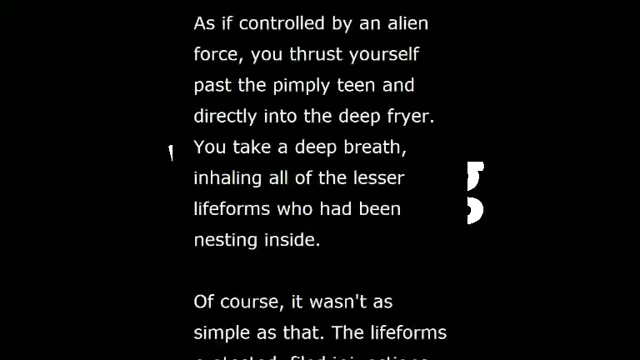 As if controlled by an alien
force, you thrust yourself
past the pimply teen and
directly into the deep fryer.
You take a deep breath,
inhaling all of the lesser
lifeforms who had been
nesting inside.
Of course, it wasn't as
simple as that. The lifeforms